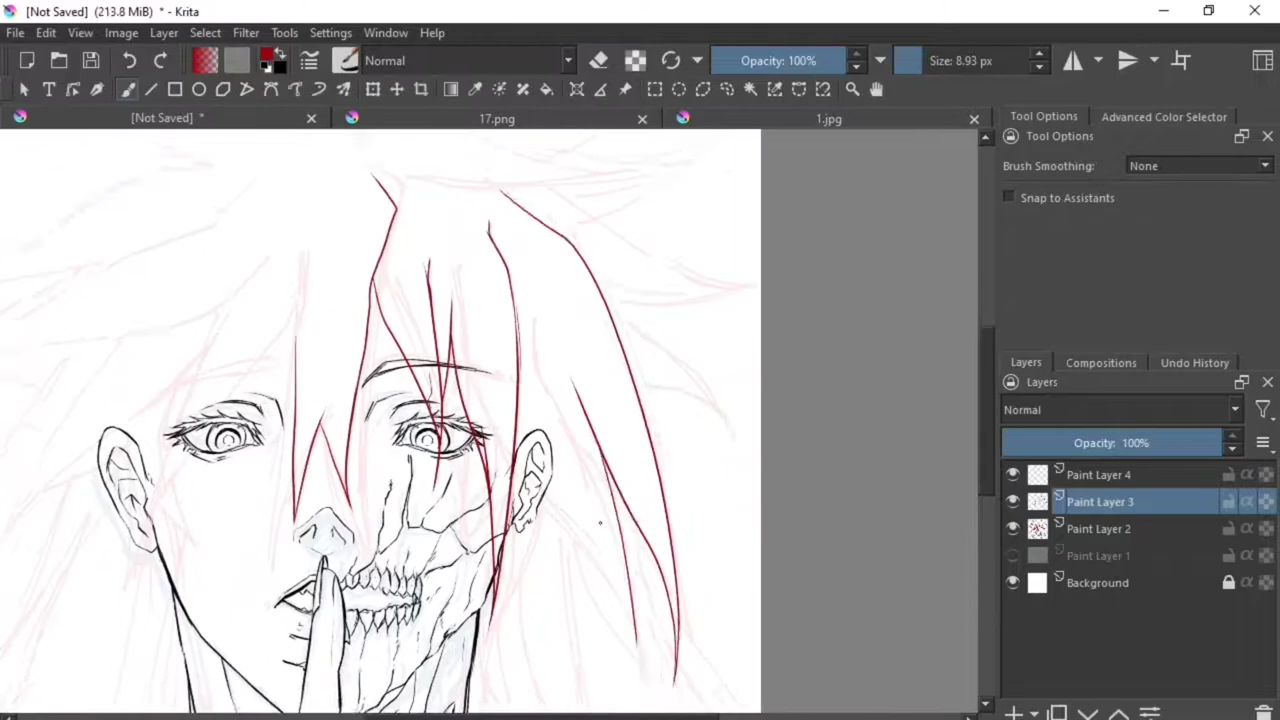 [Not Saved] (213.8 MiB) * - Krita
File Edit View Image Layer Select Filter Tools Settings Window Help
Normal Opacity: 100% Size: 8.93 px
[Not Saved] * 17.png 1.jpg
Tool Options Advanced Color Selector
Tool Options
Brush Smoothing: None
Snap to Assistants
Layers Compositions Undo History
Layers
Normal
Opacity: 100%
Paint Layer 4
Paint Layer 3
Paint Layer 2
Paint Layer 1
Background